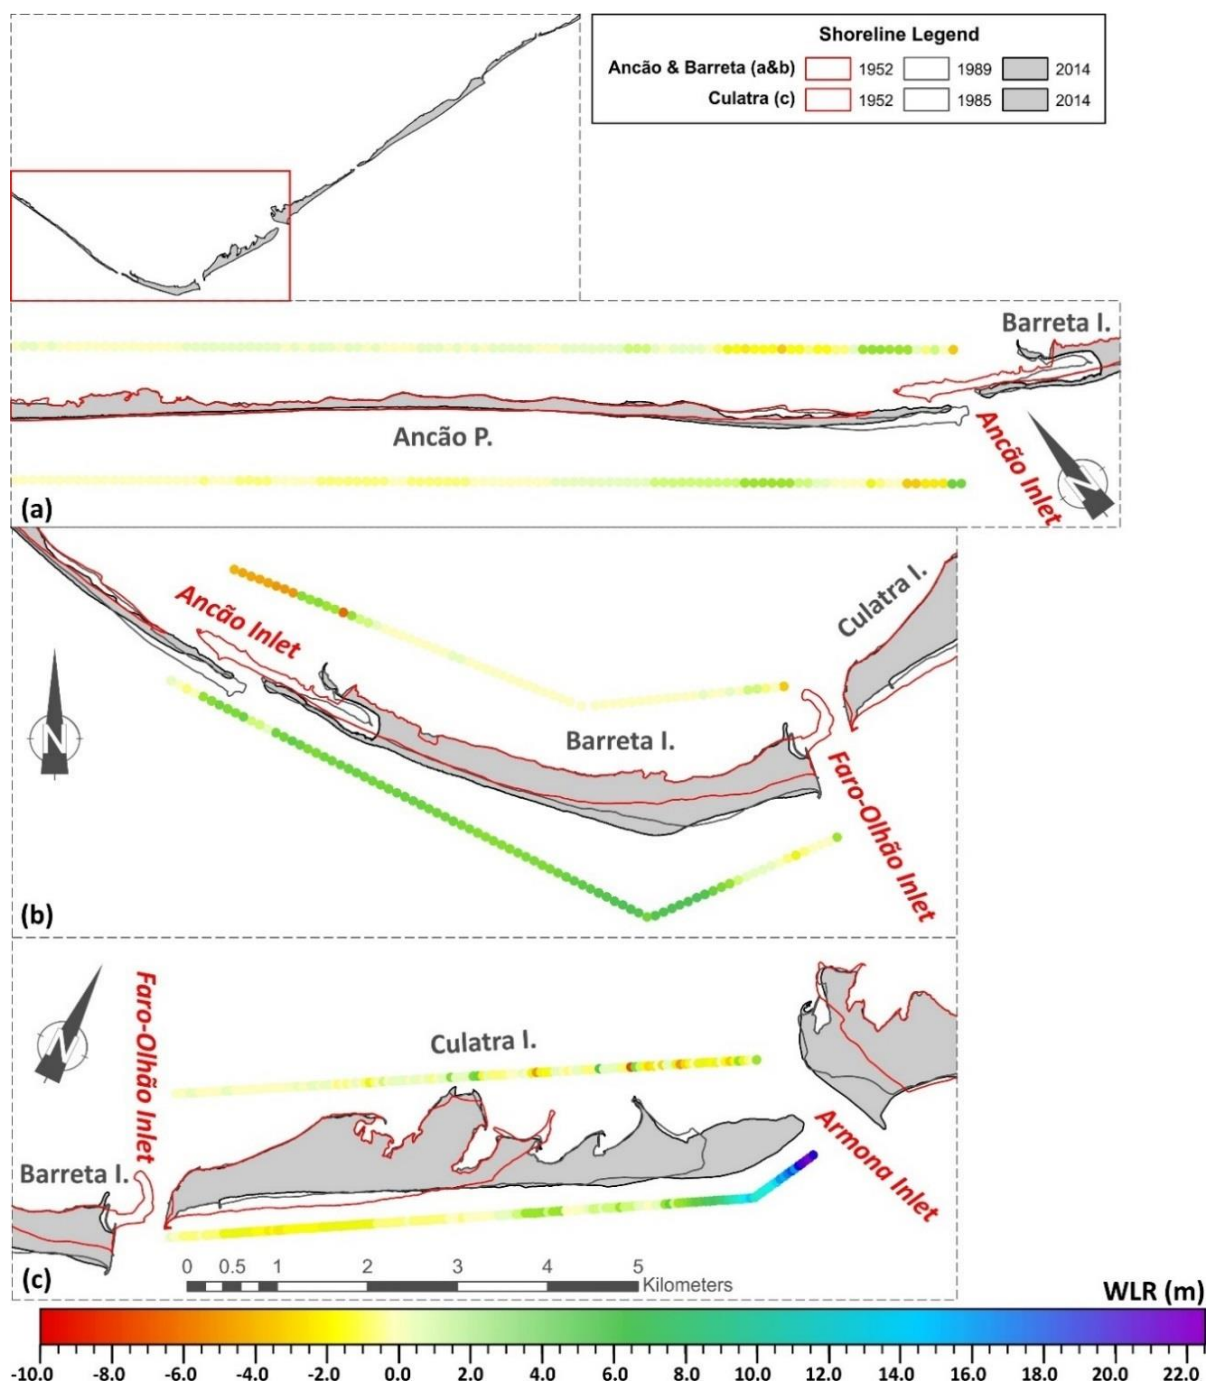 Shoreline Legend
Ancão & Barreta (a&b) 1952 1989 2014
Culatra (c) 1952 1985 2014
Barreta I.
Ancão P.
Ancão Inlet
N
(a)
Ancão Inlet
Culatra I.
N
Barreta I.
Faro-Olhão Inlet
(b)
N
Faro-Olhão Inlet
Culatra I.
Barreta I.
Armona Inlet
0 0.5 1 2 3 4 5
Kilometers
(c)
WLR (m)
-10.0 -8.0 -6.0 -4.0 -2.0 0.0 2.0 4.0 6.0 8.0 10.0 12.0 14.0 16.0 18.0 20.0 22.0